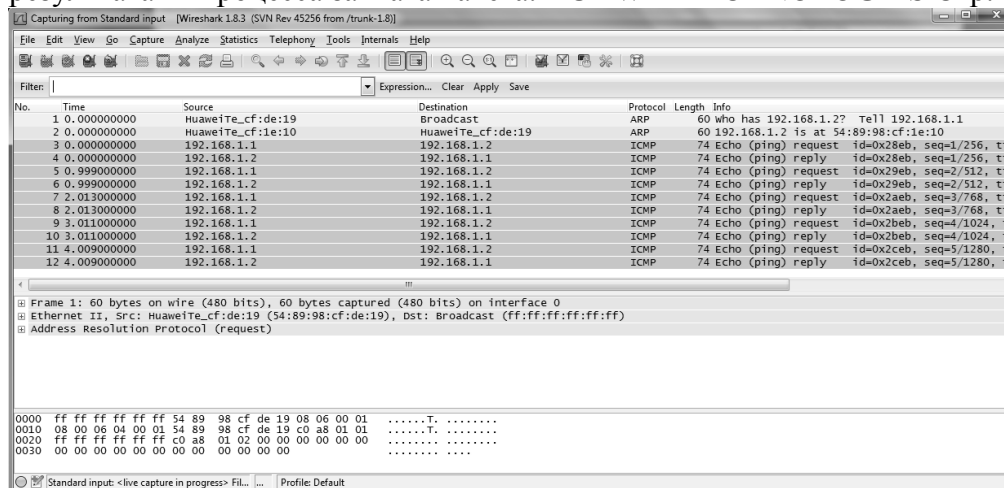 Capturing from Standard input [Wireshark 1.8.3 (SVN Rev 45256 from /trunk-1.8)]
File Edit View Go Capture Analyze Statistics Telephony Tools Internals Help
Filter: Expression... Clear Apply Save
No. Time Source Destination Protocol Length Info
1 0.000000000 HuaweiTe_cf:de:19 Broadcast ARP 60 Who has 192.168.1.2? Tell 192.168.1.1
2 0.000000000 HuaweiTe_cf:1e:10 HuaweiTe_cf:de:19 ARP 60 192.168.1.2 is at 54:89:98:cf:1e:10
3 0.000000000 192.168.1.1 192.168.1.2 ICMP 74 Echo (ping) request id=0x28eb, seq=1/256, t
4 0.000000000 192.168.1.2 192.168.1.1 ICMP 74 Echo (ping) reply id=0x28eb, seq=1/256, t
5 0.999000000 192.168.1.1 192.168.1.2 ICMP 74 Echo (ping) request id=0x29eb, seq=2/512, t
6 0.999000000 192.168.1.2 192.168.1.1 ICMP 74 Echo (ping) reply id=0x29eb, seq=2/512, t
7 2.013000000 192.168.1.1 192.168.1.2 ICMP 74 Echo (ping) request id=0x2aeb, seq=3/768, t
8 2.013000000 192.168.1.2 192.168.1.1 ICMP 74 Echo (ping) reply id=0x2aeb, seq=3/768, t
9 3.011000000 192.168.1.1 192.168.1.2 ICMP 74 Echo (ping) request id=0x2beb, seq=4/1024,
10 3.011000000 192.168.1.2 192.168.1.1 ICMP 74 Echo (ping) reply id=0x2beb, seq=4/1024,
11 4.009000000 192.168.1.1 192.168.1.2 ICMP 74 Echo (ping) request id=0x2ceb, seq=5/1280,
12 4.009000000 192.168.1.2 192.168.1.1 ICMP 74 Echo (ping) reply id=0x2ceb, seq=5/1280,
Frame 1: 60 bytes on wire (480 bits), 60 bytes captured (480 bits) on interface 0
Ethernet II, Src: HuaweiTe_cf:de:19 (54:89:98:cf:de:19), Dst: Broadcast (ff:ff:ff:ff:ff:ff)
Address Resolution Protocol (request)
0000 ff ff ff ff ff ff 54 89 98 cf de 19 08 06 00 01 ......T. ........
0010 08 00 06 04 00 01 54 89 98 cf de 19 c0 a8 01 01 ......T. ........
0020 ff ff ff ff ff ff c0 a8 01 02 00 00 00 00 00 00 ........ ........
0030 00 00 00 00 00 00 00 00 00 00 00 00 ........ ....
Standard input: <live capture in progress> Fil... ... Profile: Default